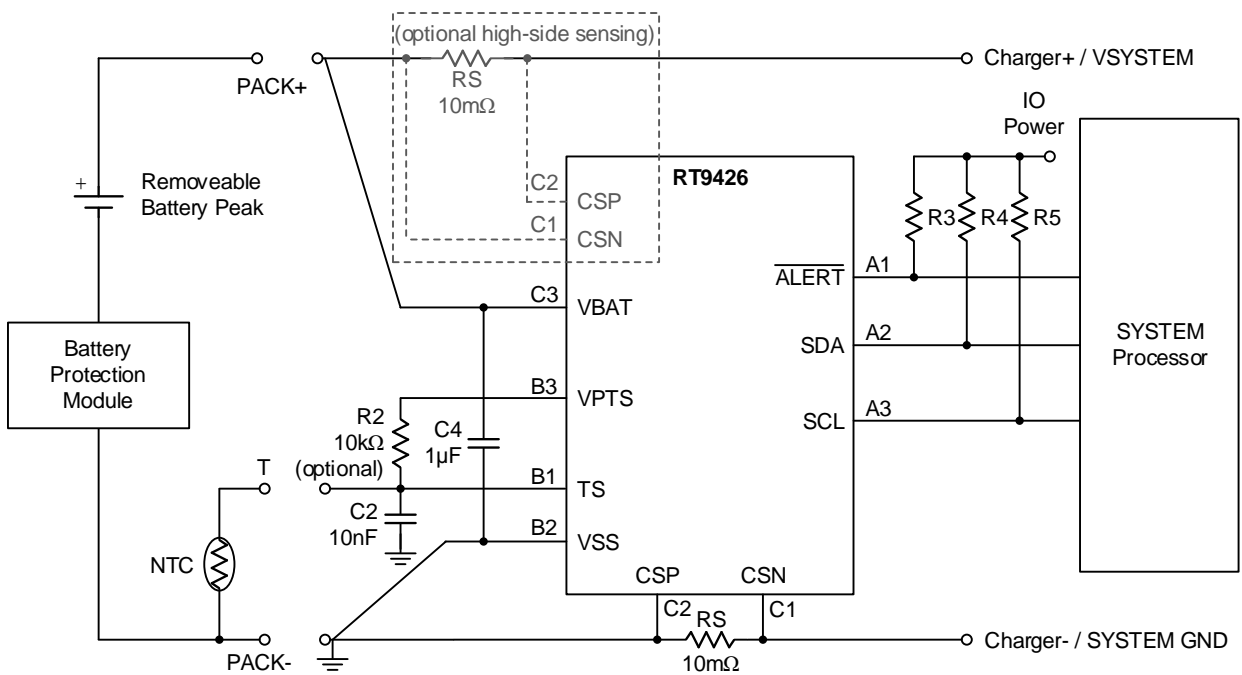 (optional high-side sensing)
PACK+
RS
10mΩ
Charger+ / VSYSTEM
IO
Power
+
Removeable
Battery Peak
C2
CSP
C1
CSN
RT9426
R3
R4
R5
ALERT
A1
C3
VBAT
SDA
A2
SYSTEM
Processor
Battery
Protection
Module
B3
VPTS
SCL
A3
R2
10kΩ
(optional)
C4
1µF
T
B1
TS
C2
10nF
B2
VSS
NTC
CSP
CSN
C2
RS
C1
10mΩ
PACK-
Charger- / SYSTEM GND